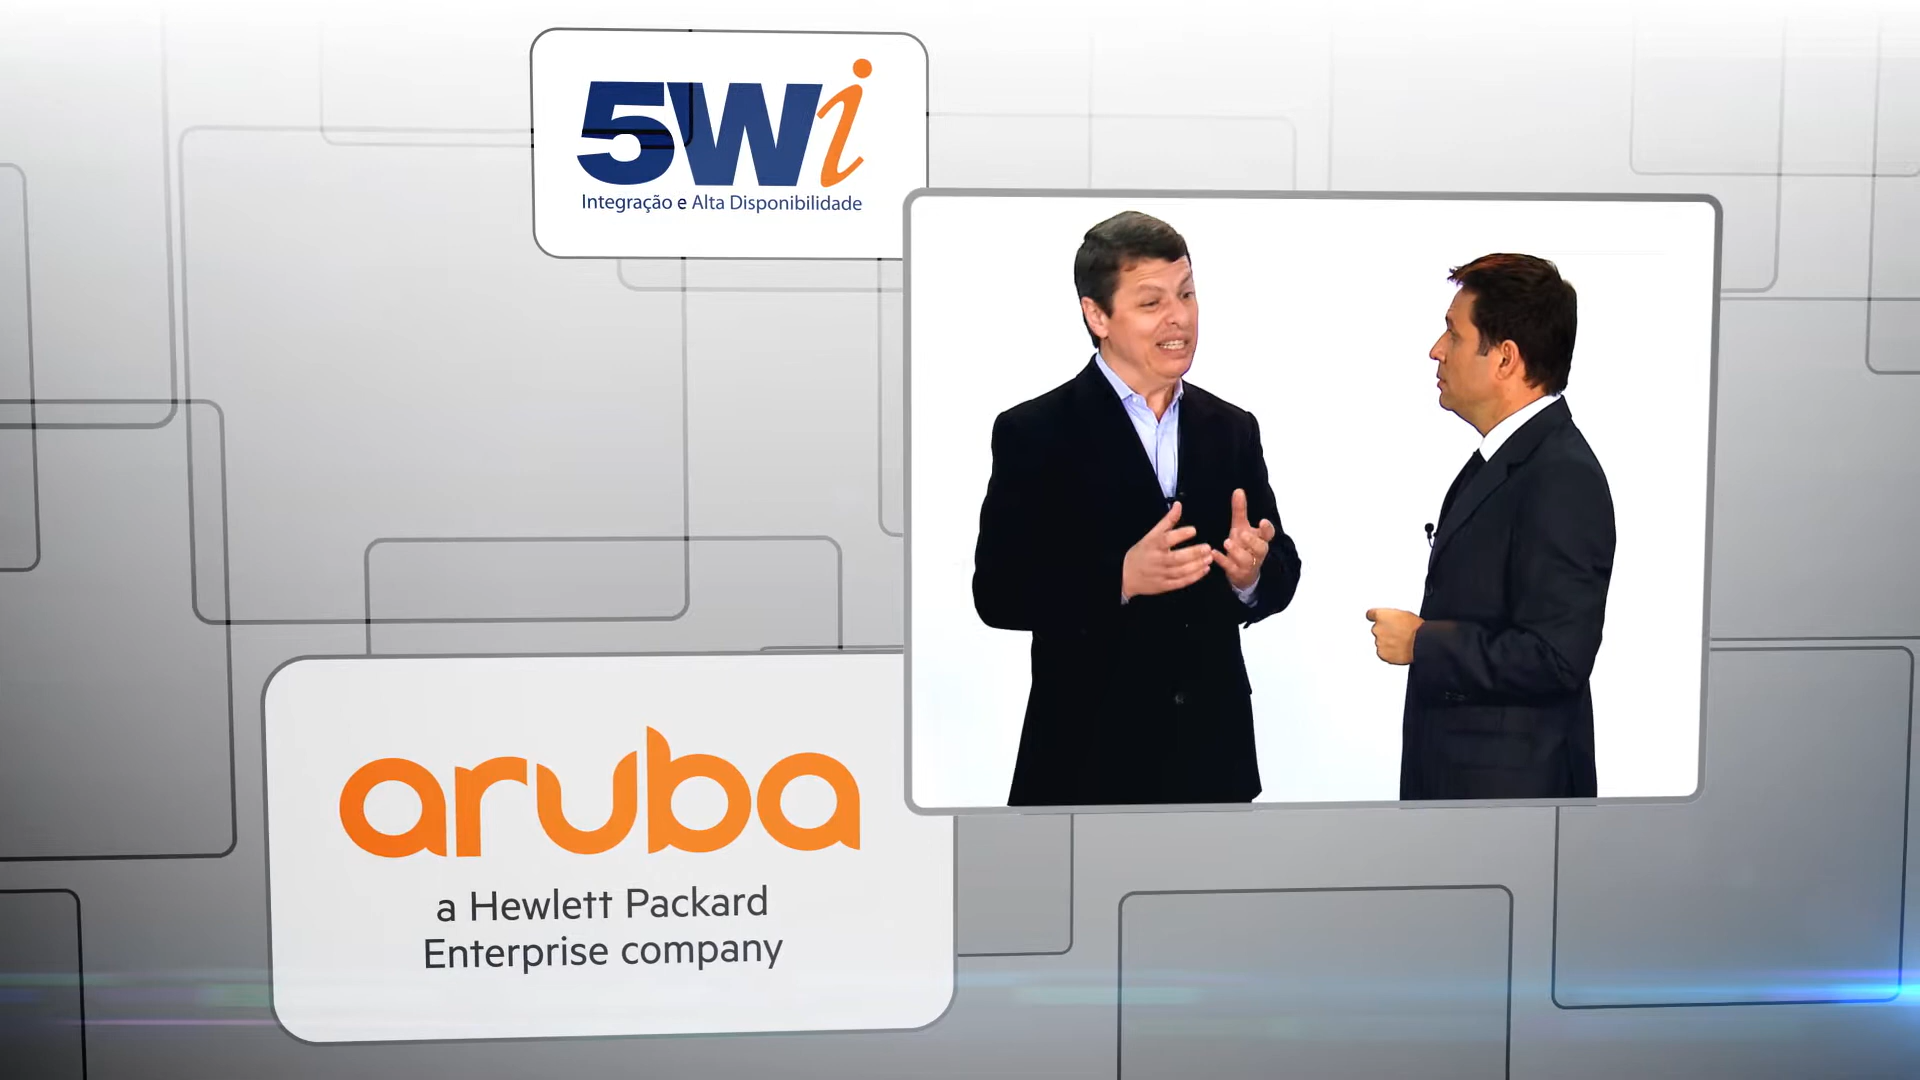 5Wi
Integração e Alta Disponibilidade
aruba
a Hewlett Packard
Enterprise company